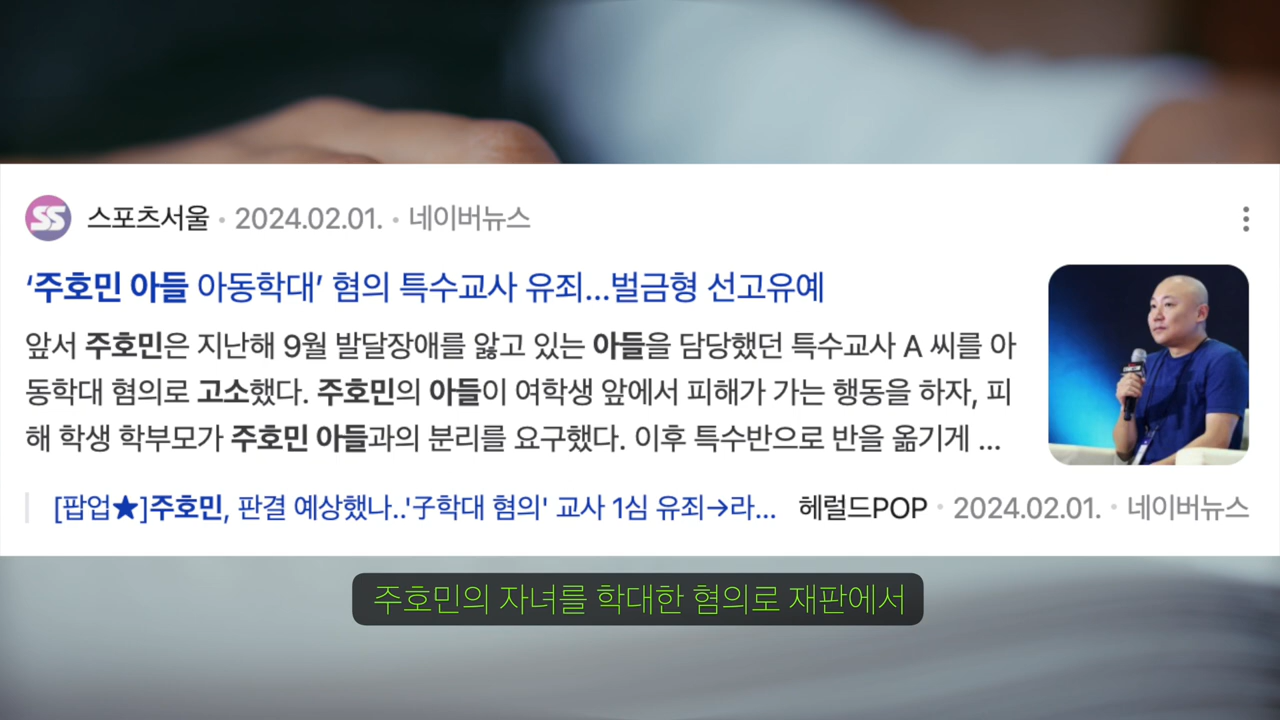 SS 스포츠서울 · 2024.02.01. · 네이버뉴스
‘주호민 아들 아동학대’ 혐의 특수교사 유죄...벌금형 선고유예
앞서 주호민은 지난해 9월 발달장애를 앓고 있는 아들을 담당했던 특수교사 A 씨를 아
동학대 혐의로 고소했다. 주호민의 아들이 여학생 앞에서 피해가 가는 행동을 하자, 피
해 학생 학부모가 주호민 아들과의 분리를 요구했다. 이후 특수반으로 반을 옮기게 ...
[팝업★]주호민, 판결 예상했나..'子학대 혐의' 교사 1심 유죄→라... 헤럴드POP · 2024.02.01. · 네이버뉴스
주호민의 자녀를 학대한 혐의로 재판에서